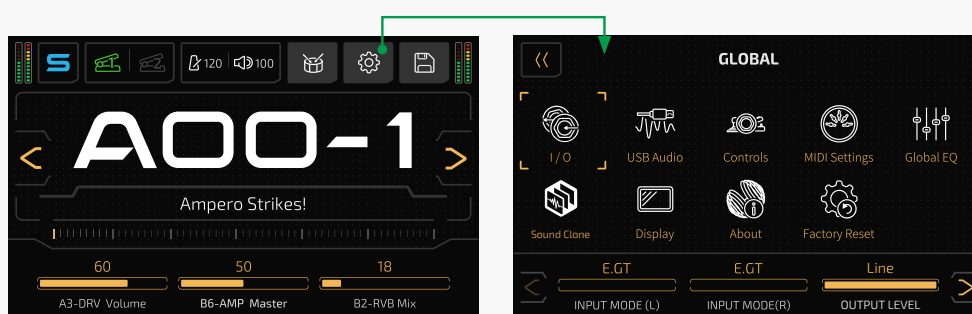 S 120 100
A00-1
Ampero Strikes!
60 50 18
A3-DRV Volume B6-AMP Master B2-RVB Mix
GLOBAL
I / O USB Audio Controls MIDI Settings Global EQ
Sound Clone Display About Factory Reset
E.GT E.GT Line
INPUT MODE (L) INPUT MODE(R) OUTPUT LEVEL